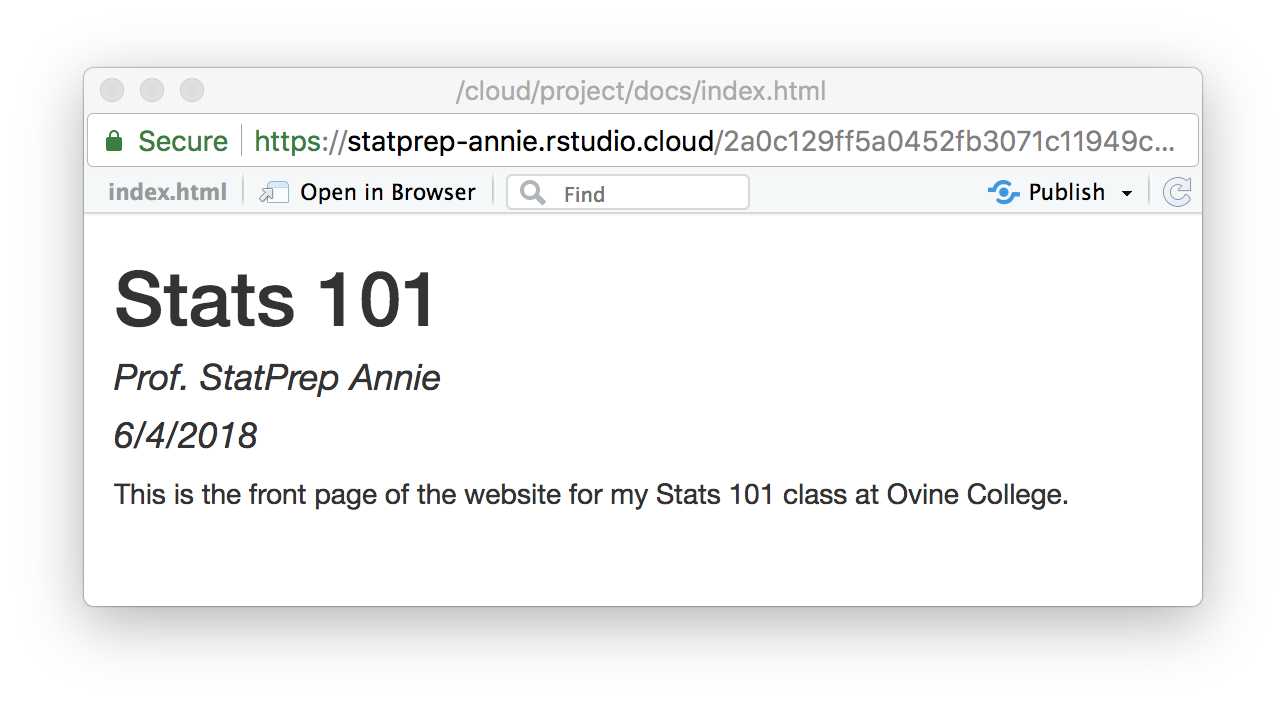 /cloud/project/docs/index.html
Secure https://statprep-annie.rstudio.cloud/2a0c129ff5a0452fb3071c11949c...
index.html Open in Browser Find Publish
Stats 101
Prof. StatPrep Annie
6/4/2018
This is the front page of the website for my Stats 101 class at Ovine College.